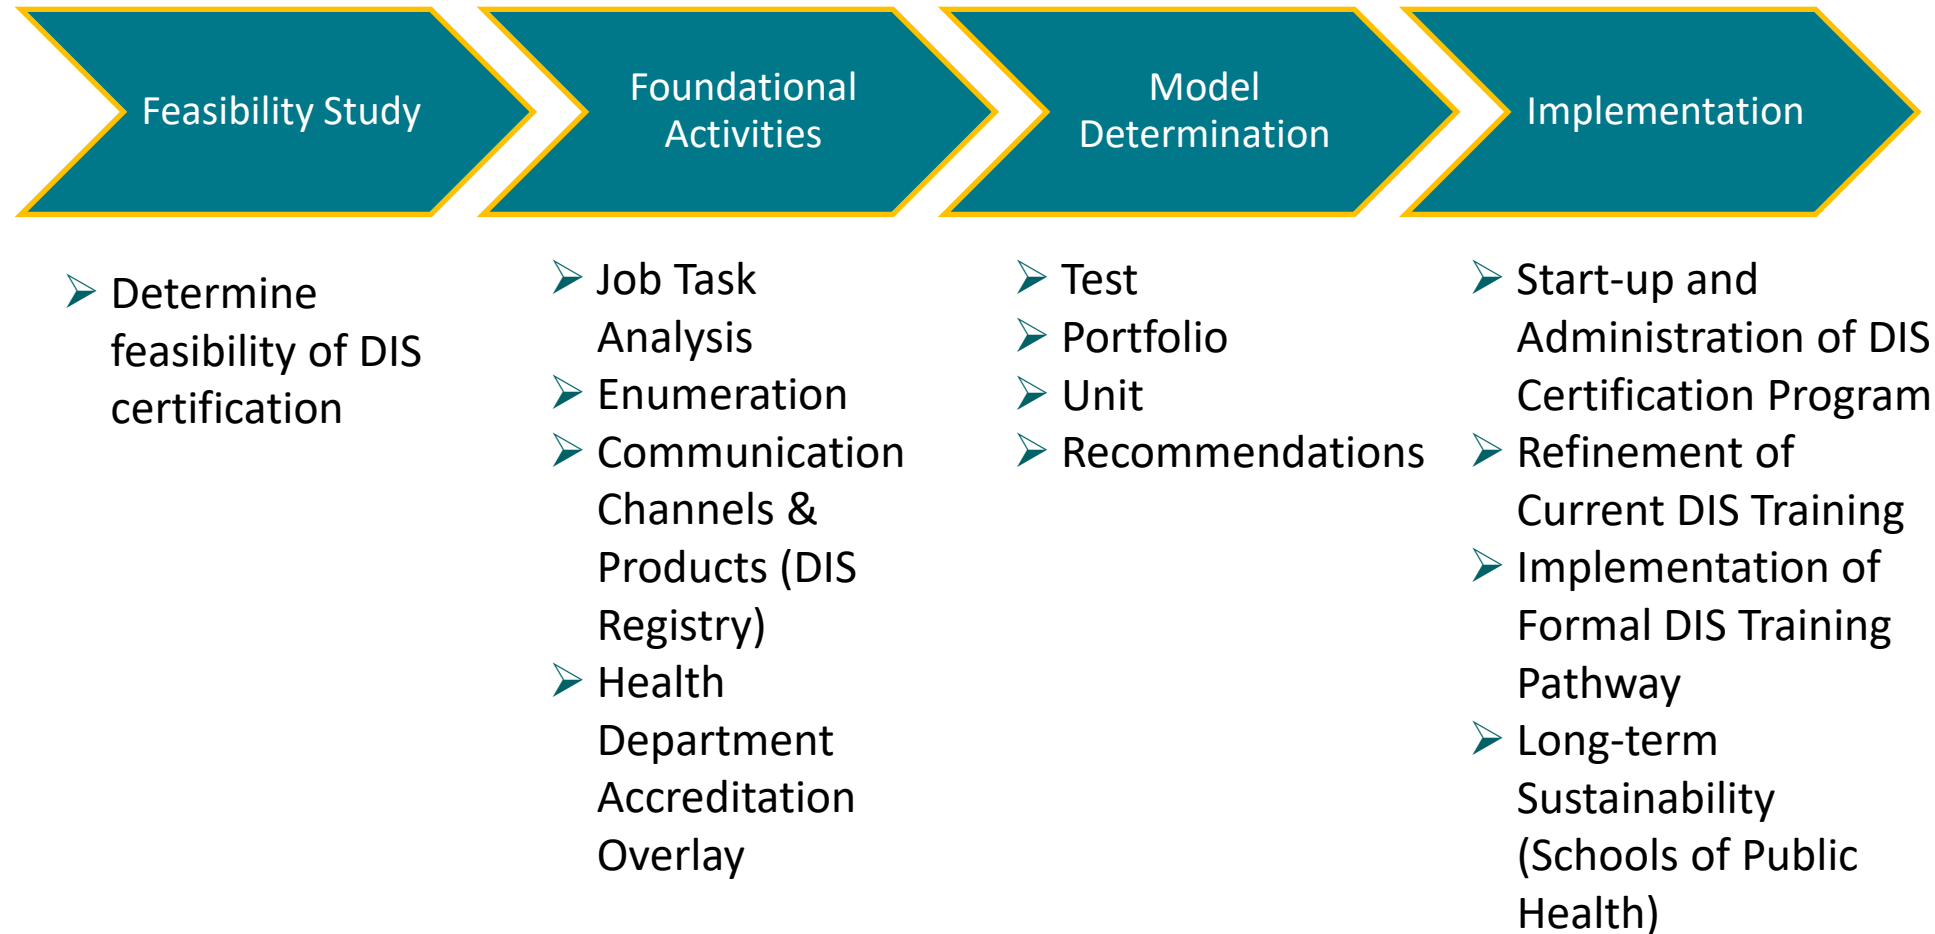 Feasibility Study
Foundational
Activities
Model
Determination
Implementation
Determine
feasibility of DIS
certification
Job Task
Analysis
Enumeration
Communication
Channels &
Products (DIS
Registry)
Health
Department
Accreditation
Overlay
Test
Portfolio
Unit
Recommendations
Start-up and
Administration of DIS
Certification Program
Refinement of
Current DIS Training
Implementation of
Formal DIS Training
Pathway
Long-term
Sustainability
(Schools of Public
Health)